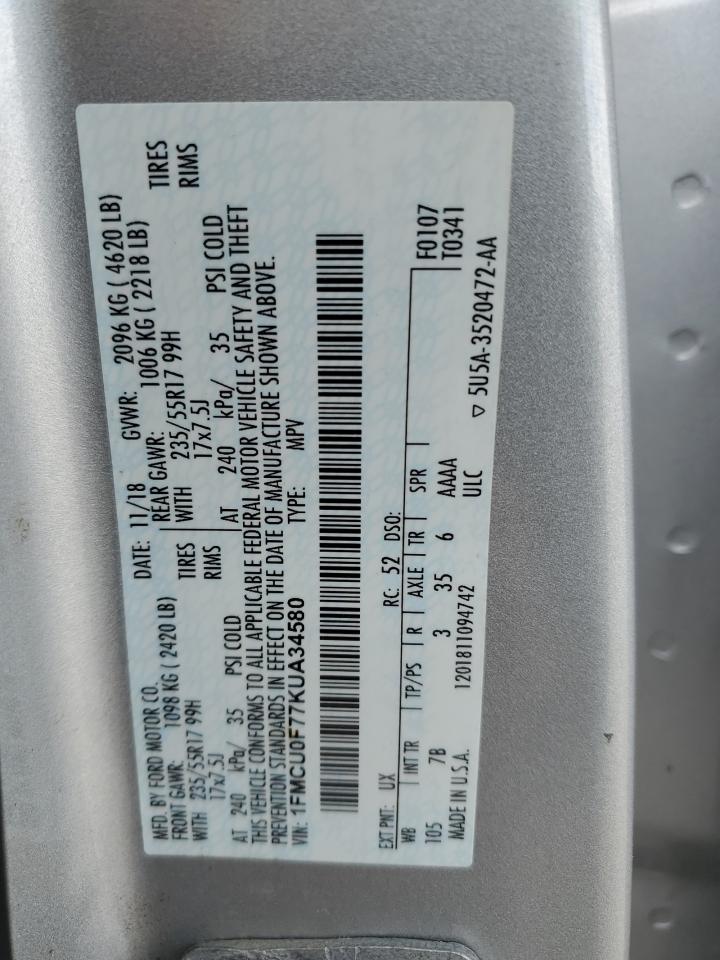 MFD. BY FORD MOTOR CO.
DATE: 11/18 GVWR: 2096 KG ( 4620 LB)
FRONT GAWR: 1098 KG ( 2420 LB) REAR GAWR: 1006 KG ( 2218 LB)
WITH 235/55R17 99H TIRES WITH 235/55R17 99H TIRES
17x7.5J RIMS 17x7.5J RIMS
AT 240 kPa/ 35 PSI COLD AT 240 kPa/ 35 PSI COLD
THIS VEHICLE CONFORMS TO ALL APPLICABLE FEDERAL MOTOR VEHICLE SAFETY AND THEFT
PREVENTION STANDARDS IN EFFECT ON THE DATE OF MANUFACTURE SHOWN ABOVE.
VIN: 1FMCU0F77KUA34580 TYPE: MPV
EXT PNT: UX RC: 52 DSO:
WB INT TR TP/PS R AXLE TR SPR F0107
105 7B 3 35 6 AAAA T0341
ULC
MADE IN U.S.A. 1201811094742
▽ 5U5A-3520472-AA